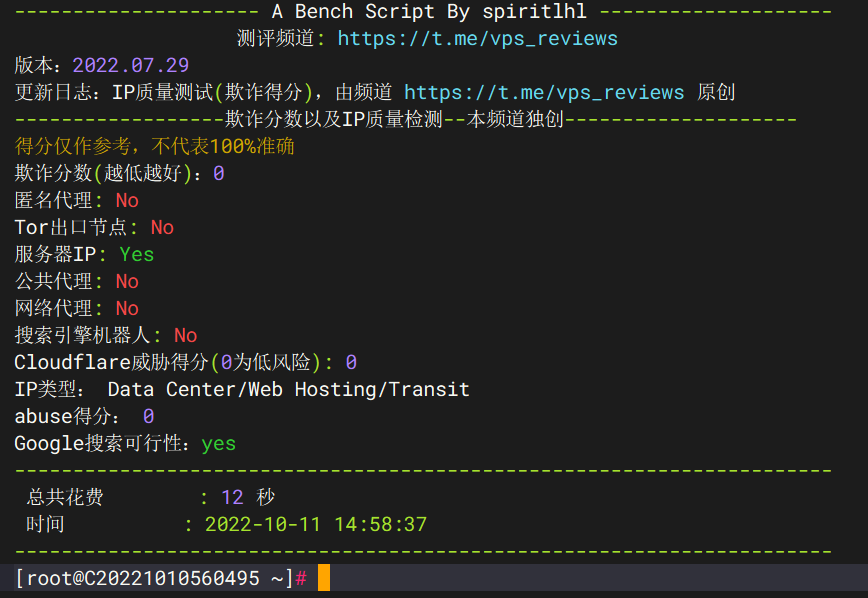 --------------------- A Bench Script By spiritlhl --------------------
测评频道: https://t.me/vps_reviews
版本：2022.07.29
更新日志：IP质量测试(欺诈得分)，由频道 https://t.me/vps_reviews 原创
------------------欺诈分数以及IP质量检测--本频道独创--------------------
得分仅作参考，不代表100%准确
欺诈分数(越低越好)：0
匿名代理: No
Tor出口节点: No
服务器IP: Yes
公共代理: No
网络代理: No
搜索引擎机器人: No
Cloudflare威胁得分(0为低风险): 0
IP类型： Data Center/Web Hosting/Transit
abuse得分： 0
Google搜索可行性：yes
----------------------------------------------------------------------
总共花费 : 12 秒
时间 : 2022-10-11 14:58:37
----------------------------------------------------------------------
[root@C20221010560495 ~]#